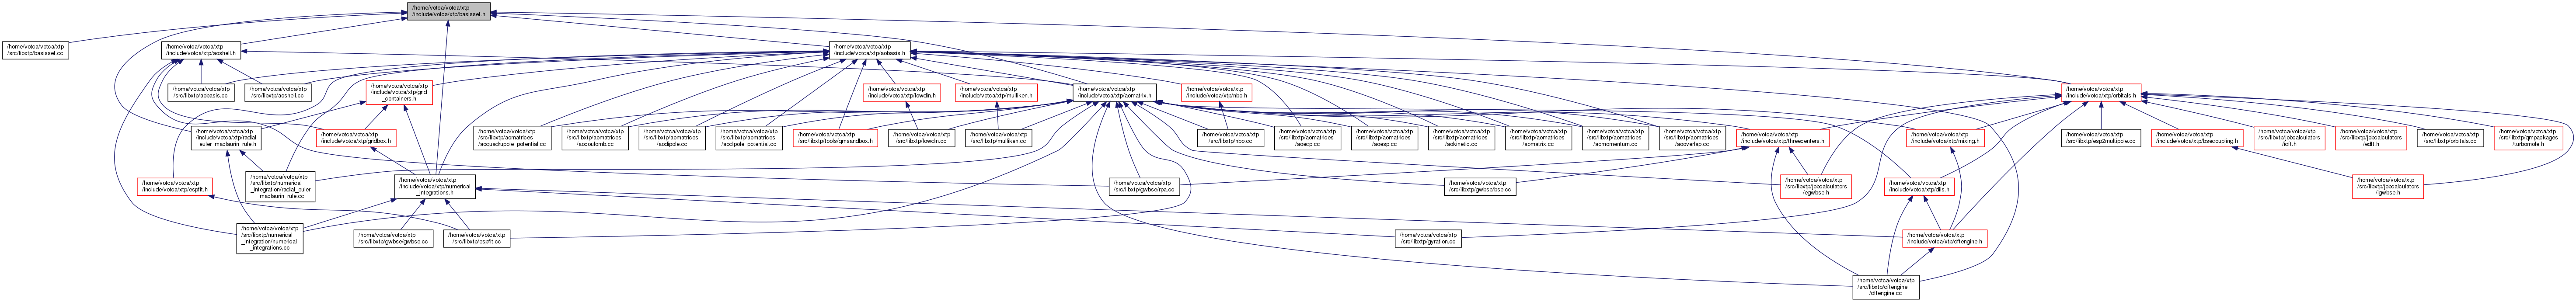 /home/votca/votca/xtp
/include/votca/xtp/basisset.h
/home/votca/votca/xtp
/src/libxtp/basisset.cc
/home/votca/votca/xtp
/include/votca/xtp/aoshell.h
/home/votca/votca/xtp
/include/votca/xtp/aobasis.h
/home/votca/votca/xtp
/src/libxtp/aobasis.cc
/home/votca/votca/xtp
/src/libxtp/aoshell.cc
/home/votca/votca/xtp
/include/votca/xtp/grid
_containers.h
/home/votca/votca/xtp
/include/votca/xtp/lowdin.h
/home/votca/votca/xtp
/include/votca/xtp/mulliken.h
/home/votca/votca/xtp
/include/votca/xtp/aomatrix.h
/home/votca/votca/xtp
/include/votca/xtp/nbo.h
/home/votca/votca/xtp
/include/votca/xtp/orbitals.h
/home/votca/votca/xtp
/include/votca/xtp/radial
_euler_maclaurin_rule.h
/home/votca/votca/xtp
/include/votca/xtp/gridbox.h
/home/votca/votca/xtp
/src/libxtp/aomatrices
/aoquadrupole_potential.cc
/home/votca/votca/xtp
/src/libxtp/aomatrices
/aocoulomb.cc
/home/votca/votca/xtp
/src/libxtp/aomatrices
/aodipole.cc
/home/votca/votca/xtp
/src/libxtp/aomatrices
/aodipole_potential.cc
/home/votca/votca/xtp
/src/libxtp/tools/qmsandbox.h
/home/votca/votca/xtp
/src/libxtp/lowdin.cc
/home/votca/votca/xtp
/src/libxtp/mulliken.cc
/home/votca/votca/xtp
/src/libxtp/nbo.cc
/home/votca/votca/xtp
/src/libxtp/aomatrices
/aoecp.cc
/home/votca/votca/xtp
/src/libxtp/aomatrices
/aoesp.cc
/home/votca/votca/xtp
/src/libxtp/aomatrices
/aokinetic.cc
/home/votca/votca/xtp
/src/libxtp/aomatrices
/aomatrix.cc
/home/votca/votca/xtp
/src/libxtp/aomatrices
/aomomentum.cc
/home/votca/votca/xtp
/src/libxtp/aomatrices
/aooverlap.cc
/home/votca/votca/xtp
/include/votca/xtp/threecenters.h
/home/votca/votca/xtp
/include/votca/xtp/mixing.h
/home/votca/votca/xtp
/src/libxtp/esp2multipole.cc
/home/votca/votca/xtp
/include/votca/xtp/bsecoupling.h
/home/votca/votca/xtp
/src/libxtp/jobcalculators
/idft.h
/home/votca/votca/xtp
/src/libxtp/jobcalculators
/edft.h
/home/votca/votca/xtp
/src/libxtp/orbitals.cc
/home/votca/votca/xtp
/src/libxtp/qmpackages
/turbomole.h
/home/votca/votca/xtp
/include/votca/xtp/espfit.h
/home/votca/votca/xtp
/src/libxtp/numerical
_integration/radial_euler
_maclaurin_rule.cc
/home/votca/votca/xtp
/include/votca/xtp/numerical
_integrations.h
/home/votca/votca/xtp
/src/libxtp/gwbse/rpa.cc
/home/votca/votca/xtp
/src/libxtp/gwbse/bse.cc
/home/votca/votca/xtp
/src/libxtp/jobcalculators
/egwbse.h
/home/votca/votca/xtp
/include/votca/xtp/diis.h
/home/votca/votca/xtp
/src/libxtp/jobcalculators
/igwbse.h
/home/votca/votca/xtp
/src/libxtp/numerical
_integration/numerical
_integrations.cc
/home/votca/votca/xtp
/src/libxtp/gwbse/gwbse.cc
/home/votca/votca/xtp
/src/libxtp/espfit.cc
/home/votca/votca/xtp
/src/libxtp/gyration.cc
/home/votca/votca/xtp
/include/votca/xtp/dftengine.h
/home/votca/votca/xtp
/src/libxtp/dftengine
/dftengine.cc